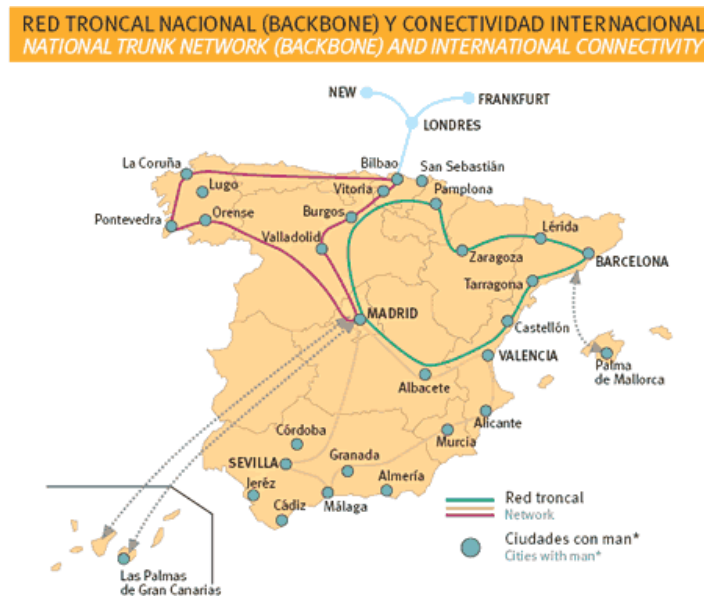 RED TRONCAL NACIONAL (BACKBONE) Y CONECTIVIDAD INTERNACIONAL
NATIONAL TRUNK NETWORK (BACKBONE) AND INTERNATIONAL CONNECTIVITY
NEW
FRANKFURT
LONDRES
La Coruña
Bilbao
San Sebastián
Lugo
Vitoria
Pamplona
Pontevedra
Orense
Burgos
Valladolid
Lérida
Zaragoza
BARCELONA
Tarragona
MADRID
Castellón
VALENCIA
Palma
de Mallorca
Albacete
Alicante
Córdoba
Murcia
SEVILLA
Granada
Almería
Jeréz
Cádiz
Málaga
Red troncal
Network
Ciudades con man*
Cities with man*
Las Palmas
de Gran Canarias